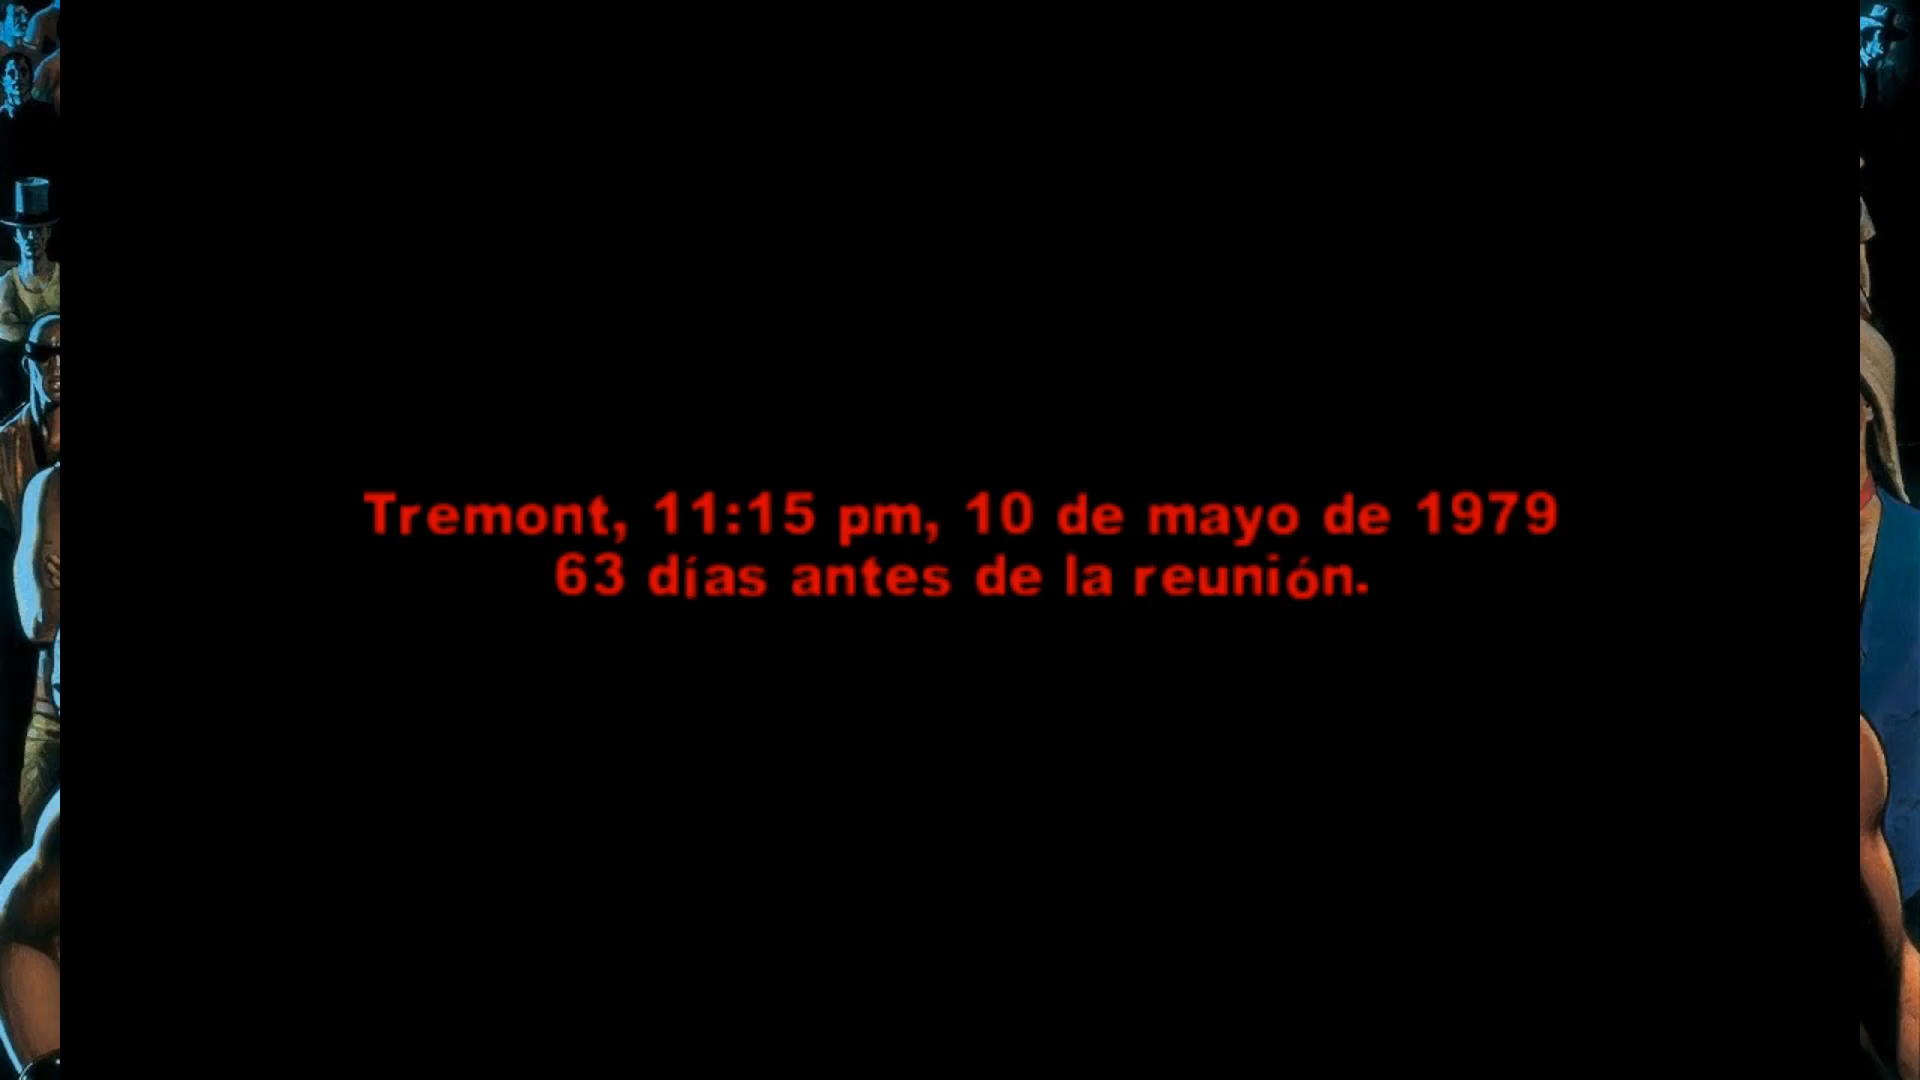 Tremont, 11:15 pm, 10 de mayo de 1979
63 días antes de la reunión.